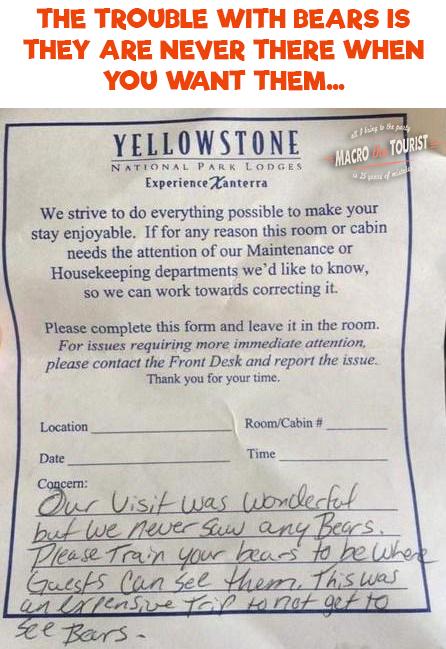 THE TROUBLE WITH BEARS IS
THEY ARE NEVER THERE WHEN
YOU WANT THEM...
all I bring to the party
MACRO the TOURIST
is 25 years of mistakes
YELLOWSTONE
NATIONAL PARK LODGES
Experience Xanterra
We strive to do everything possible to make your
stay enjoyable. If for any reason this room or cabin
needs the attention of our Maintenance or
Housekeeping departments we'd like to know,
so we can work towards correcting it.
Please complete this form and leave it in the room.
For issues requiring more immediate attention,
please contact the Front Desk and report the issue.
Thank you for your time.
Location Room/Cabin #
Date Time
Concern:
Our Visit was wonderful
but we never saw any Bears.
Please Train your bears to be where
Guests Can see them. This was
an expensive Trip to not get to
see Bears.